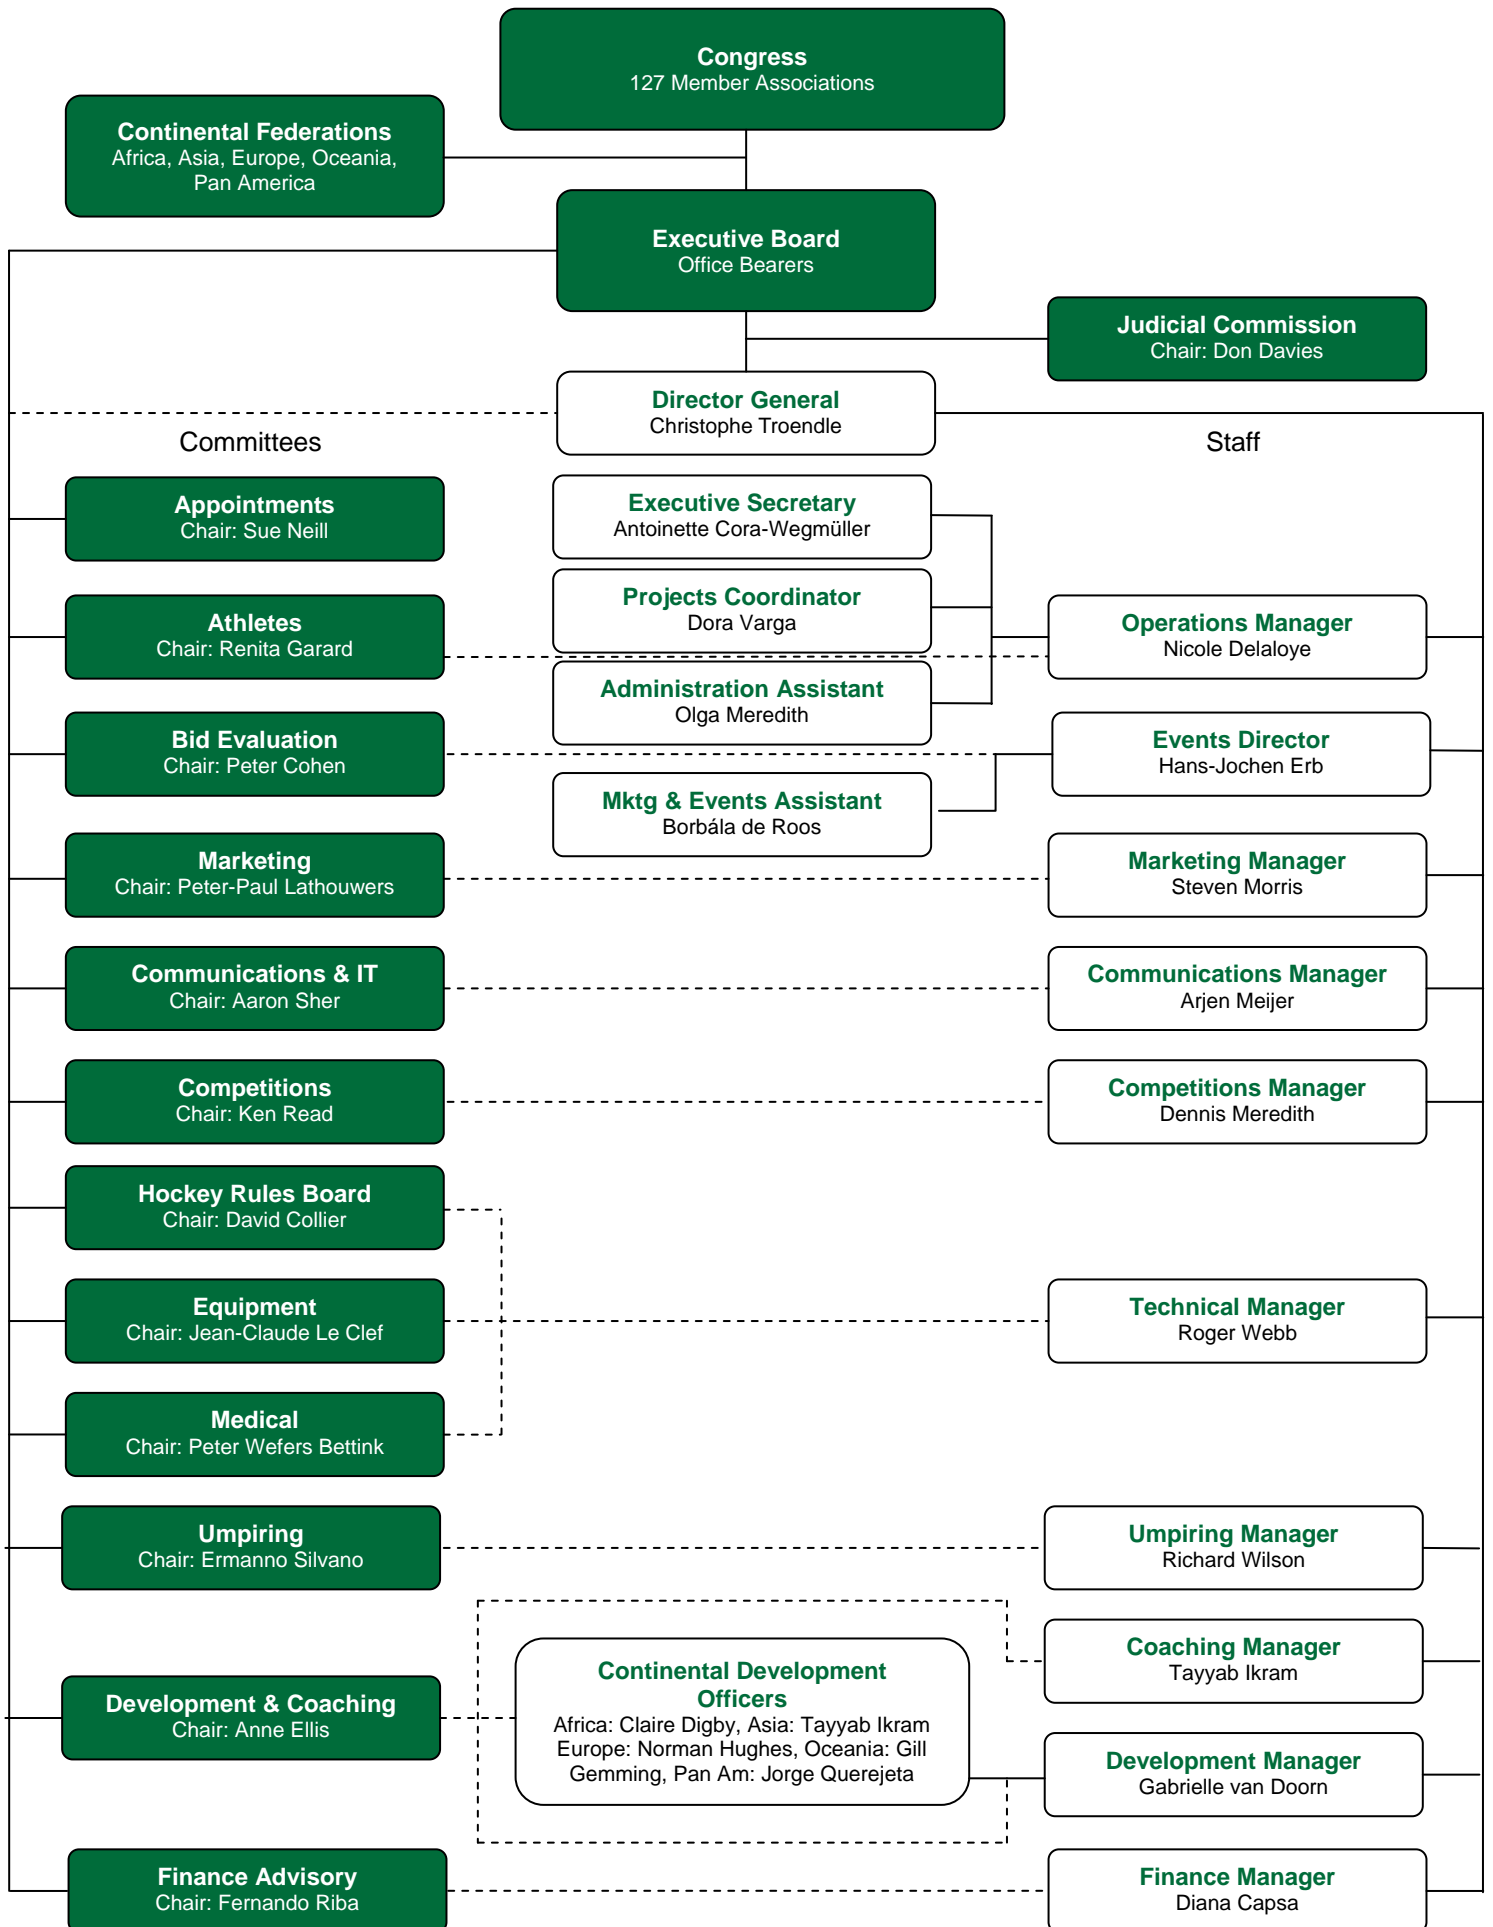 Congress
127 Member Associations
Continental Federations
Africa, Asia, Europe, Oceania,
Pan America
Executive Board
Office Bearers
Judicial Commission
Chair: Don Davies
Director General
Christophe Troendle
Committees
Staff
Appointments
Chair: Sue Neill
Executive Secretary
Antoinette Cora-Wegmüller
Projects Coordinator
Dora Varga
Athletes
Chair: Renita Garard
Operations Manager
Nicole Delaloye
Administration Assistant
Olga Meredith
Bid Evaluation
Chair: Peter Cohen
Events Director
Hans-Jochen Erb
Mktg & Events Assistant
Borbála de Roos
Marketing
Chair: Peter-Paul Lathouwers
Marketing Manager
Steven Morris
Communications & IT
Chair: Aaron Sher
Communications Manager
Arjen Meijer
Competitions
Chair: Ken Read
Competitions Manager
Dennis Meredith
Hockey Rules Board
Chair: David Collier
Equipment
Chair: Jean-Claude Le Clef
Technical Manager
Roger Webb
Medical
Chair: Peter Wefers Bettink
Umpiring
Chair: Ermanno Silvano
Umpiring Manager
Richard Wilson
Coaching Manager
Tayyab Ikram
Development & Coaching
Chair: Anne Ellis
Continental Development
Officers
Africa: Claire Digby, Asia: Tayyab Ikram
Europe: Norman Hughes, Oceania: Gill
Gemming, Pan Am: Jorge Querejeta
Development Manager
Gabrielle van Doorn
Finance Advisory
Chair: Fernando Riba
Finance Manager
Diana Capsa